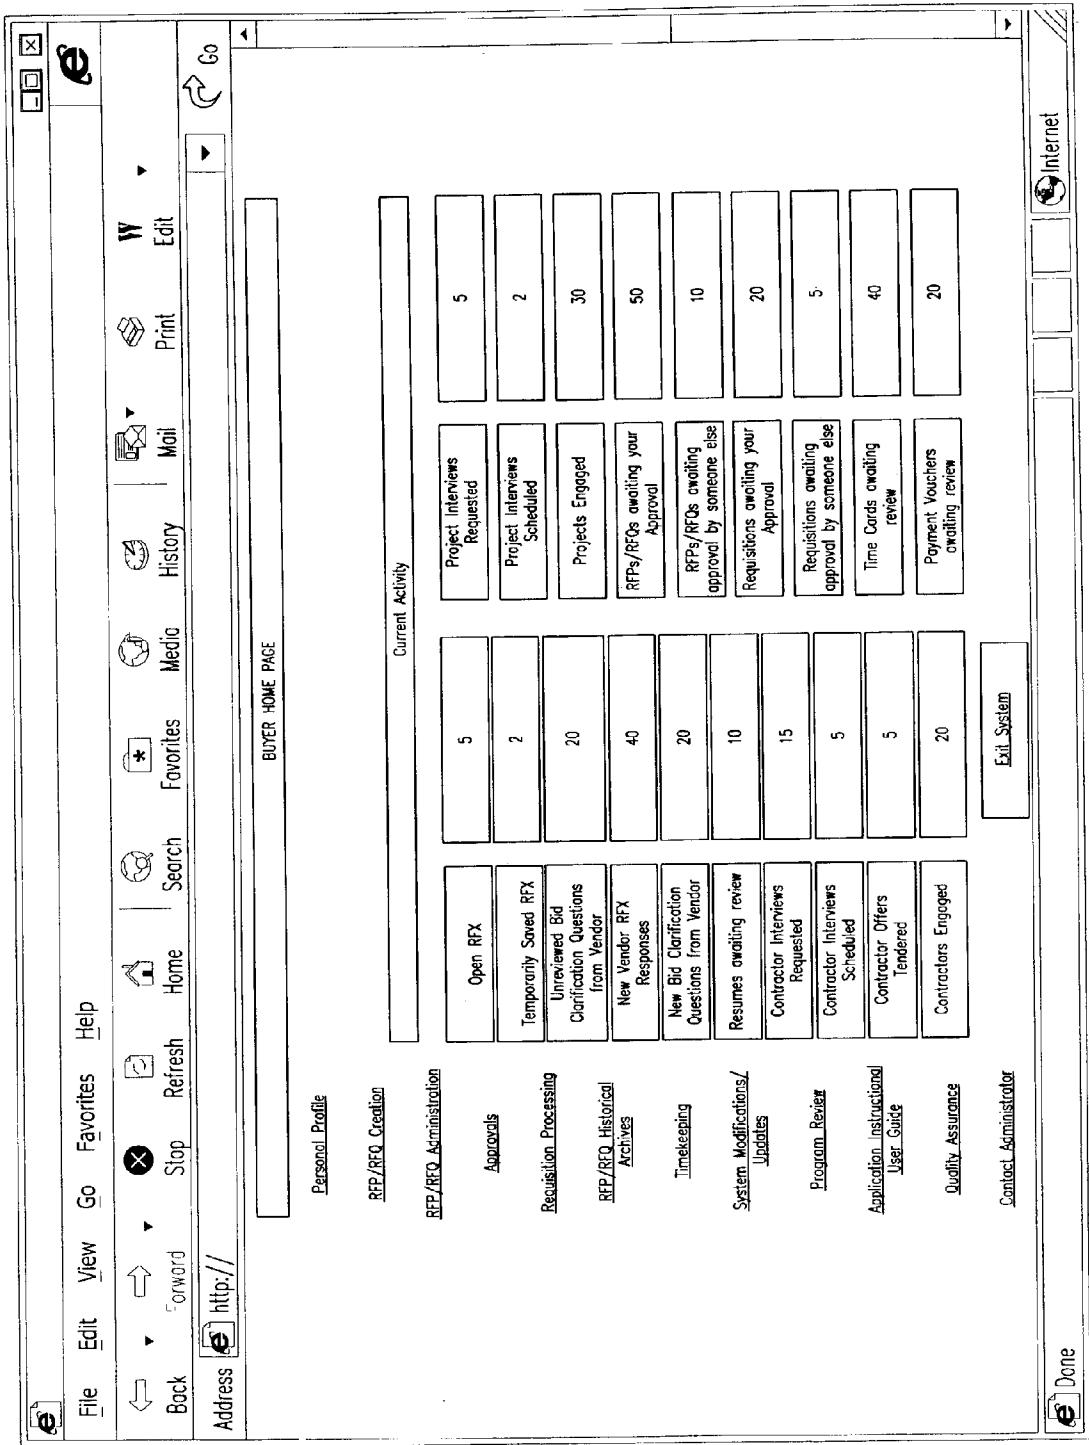 File Edit View Go Favorites Help
Back Forward Stop Refresh Home Search Favorites Media History Mail Print Edit
Address http:// Go
BUYER HOME PAGE
Personal Profile
RFP/RFQ Creation
RFP/RFQ Administration
Approvals
Requisition Processing
RFP/RFQ Historical
Archives
Timekeeping
System Modifications/
Updates
Program Review
Application Instructional
User Guide
Quality Assurance
Contact Administrator
Current Activity
Open RFX 5
Temporarily Saved RFX 2
Unreviewed Bid
Clarification Questions
from Vendor 20
New Vendor RFX
Responses 40
New Bid Clarification
Questions from Vendor 20
Resumes awaiting review 10
Contractor Interviews
Requested 15
Contractor Interviews
Scheduled 5
Contractor Offers
Tendered 5
Contractors Engaged 20
Project Interviews
Requested 5
Project Interviews
Scheduled 2
Projects Engaged 30
RFPs/RFQs awaiting your
Approval 50
RFPs/RFQs awaiting
approval by someone else 10
Requisitions awaiting your
Approval 20
Requisitions awaiting
approval by someone else 5
Time Cards awaiting
review 40
Payment Vouchers
awaiting review 20
Exit System
Done Internet